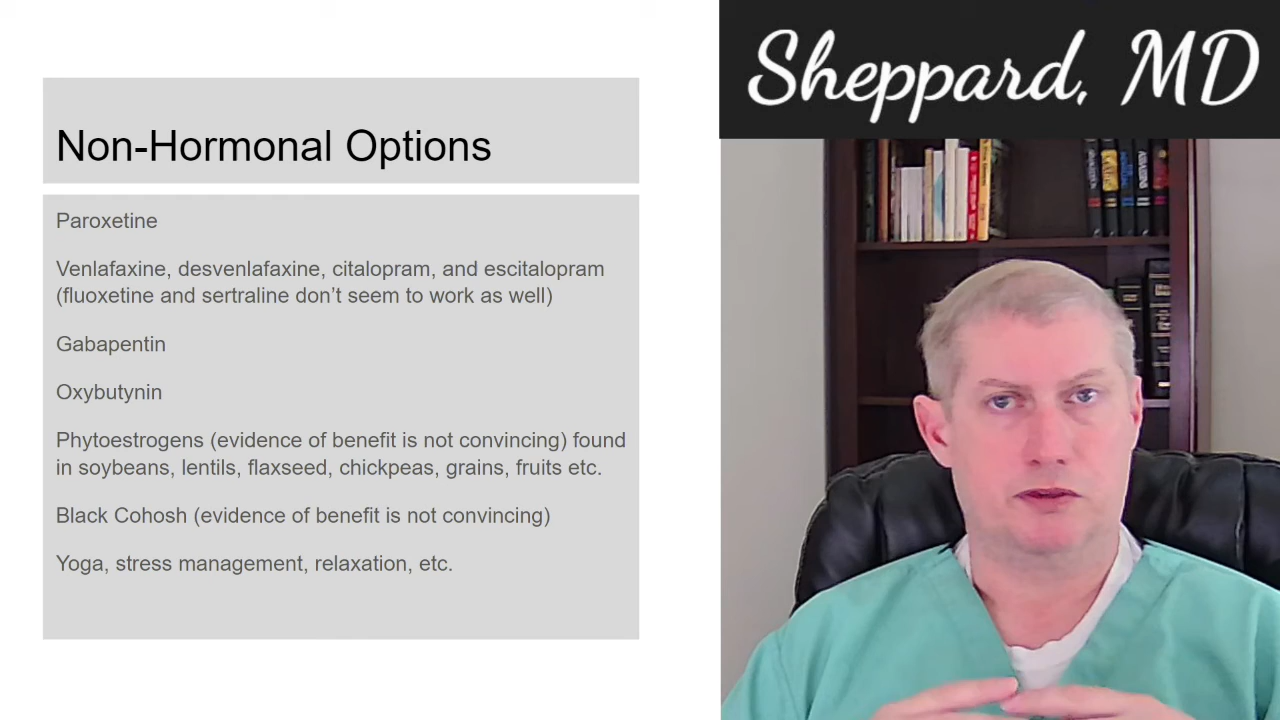 Sheppard, MD
Non-Hormonal Options
Paroxetine
Venlafaxine, desvenlafaxine, citalopram, and escitalopram
(fluoxetine and sertraline don’t seem to work as well)
Gabapentin
Oxybutynin
Phytoestrogens (evidence of benefit is not convincing) found
in soybeans, lentils, flaxseed, chickpeas, grains, fruits etc.
Black Cohosh (evidence of benefit is not convincing)
Yoga, stress management, relaxation, etc.